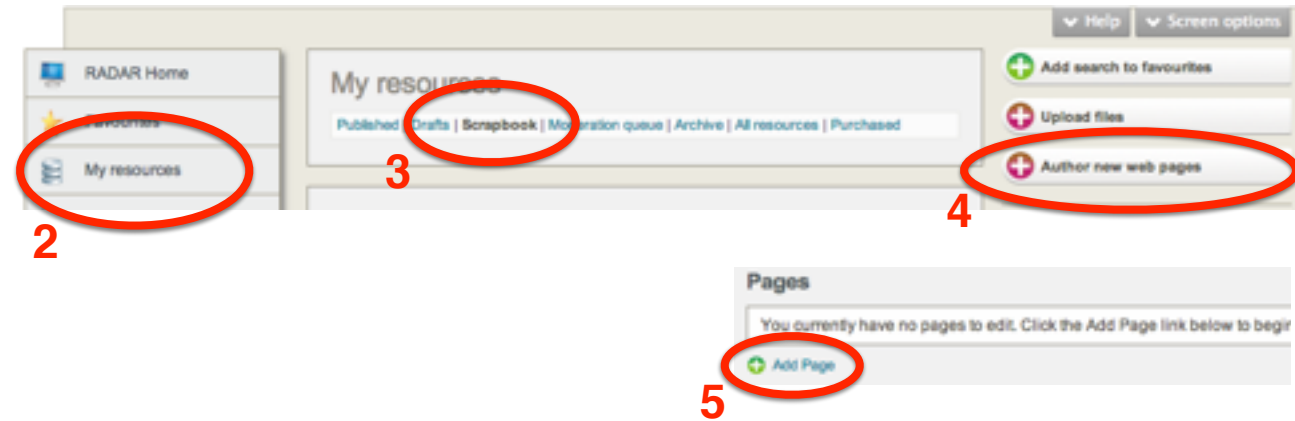 Help
Screen options
RADAR Home
Favourites
My resources
My resources
Published | Drafts | Scrapbook | Moderation queue | Archive | All resources | Purchased
Add search to favourites
Upload files
Author new web pages
2
3
4
Pages
You currently have no pages to edit. Click the Add Page link below to begin
Add Page
5